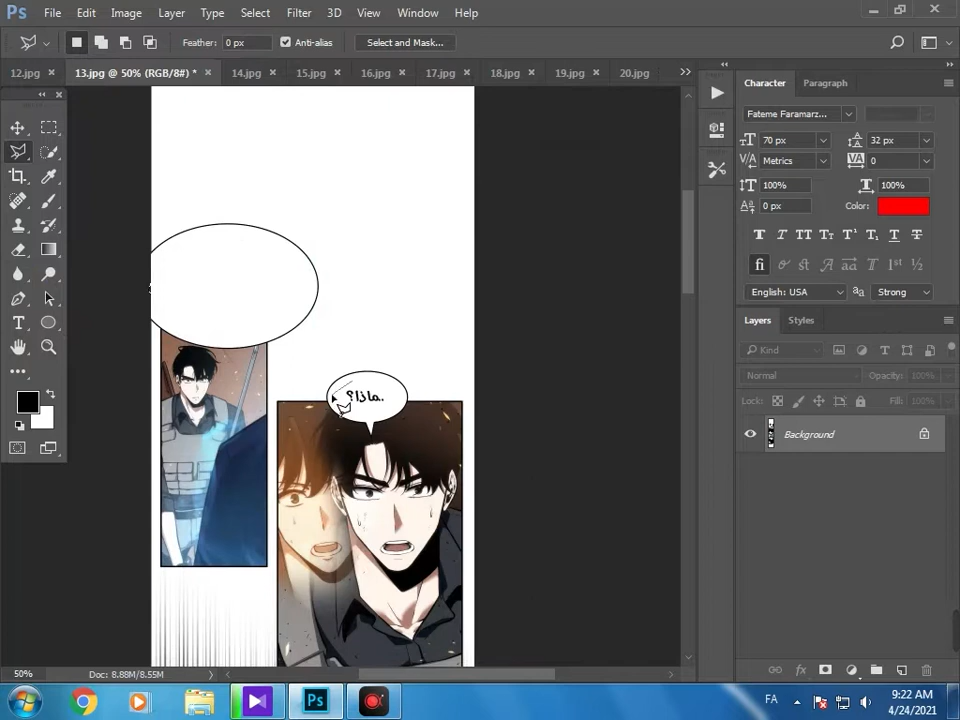 Ps File Edit Image Layer Type Select Filter 3D View Window Help
Feather: 0 px Anti-alias Select and Mask...
12.jpg 13.jpg @ 50% (RGB/8#) * 14.jpg 15.jpg 16.jpg 17.jpg 18.jpg 19.jpg 20.jpg
Character Paragraph
Fateme Faramarz...
70 px 32 px
Metrics 0
100% 100%
0 px Color:
English: USA Strong
Layers Styles
Kind
Normal Opacity: 100%
Lock: Fill: 100%
Background
ماذا؟.
50% Doc: 8.88M/8.55M
Ps FA 9:22 AM
4/24/2021